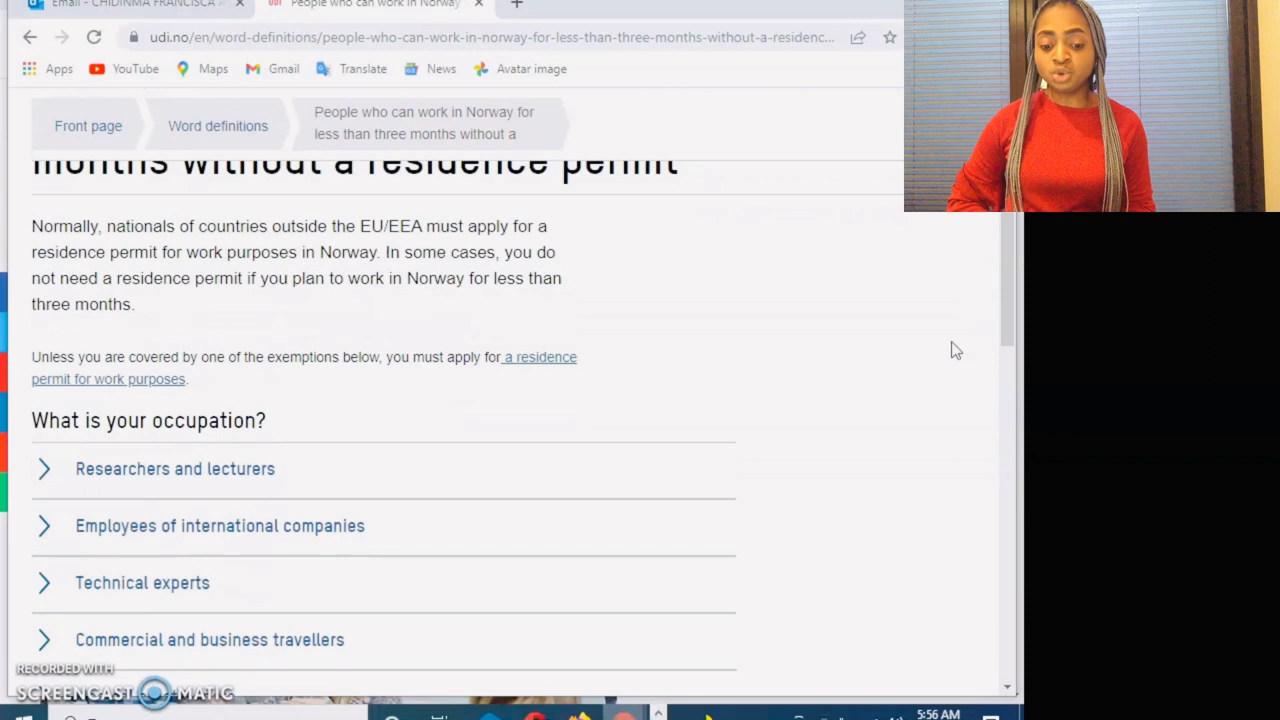 Email - CHIDINMA FRANCISCA A
UDI People who can work in Norway
udi.no/en/word-definitions/people-who-can-work-in-norway-for-less-than-three-months-without-a-residenc...
Apps YouTube Maps Gmail Translate News Avatar image
Front page Word definitions People who can work in Norway for
less than three months without a
months without a residence permit
Normally, nationals of countries outside the EU/EEA must apply for a
residence permit for work purposes in Norway. In some cases, you do
not need a residence permit if you plan to work in Norway for less than
three months.
Unless you are covered by one of the exemptions below, you must apply for a residence
permit for work purposes.
What is your occupation?
Researchers and lecturers
Employees of international companies
Technical experts
Commercial and business travellers
RECORDED WITH
SCREENCAST MATIC
5:56 AM